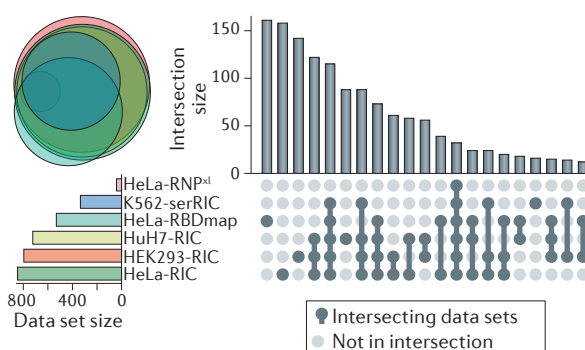 150
100
50
0
Intersection
size
HeLa-RNPxl
K562-serRIC
HeLa-RBDmap
HuH7-RIC
HEK293-RIC
HeLa-RIC
800 400 0
Data set size
Intersecting data sets
Not in intersection